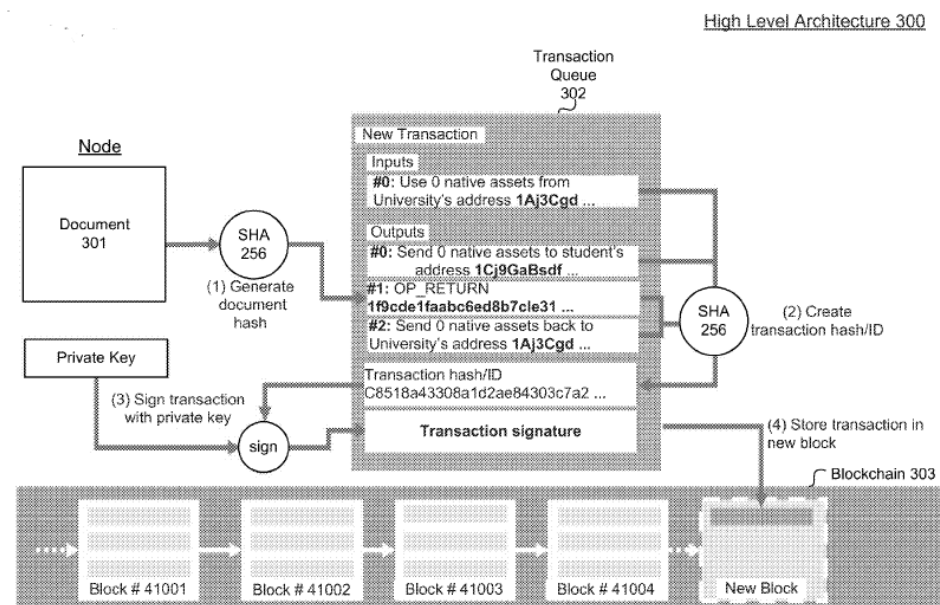 High Level Architecture 300
Transaction
Queue
302
New Transaction
Node
Inputs
#0: Use 0 native assets from
University's address 1Aj3Cgd ...
Document
301
SHA
256
Outputs
#0: Send 0 native assets to student's
address 1Cj9GaBsdf ...
(1) Generate
document
hash
#1: OP_RETURN
1f9cde1faabc6ed8b7cle31 ...
#2: Send 0 native assets back to
University's address 1Aj3Cgd ...
SHA
256
(2) Create
transaction hash/ID
Private Key
Transaction hash/ID
C8518a43308a1d2ae84303c7a2 ...
(3) Sign transaction
with private key
sign
Transaction signature
(4) Store transaction in
new block
Blockchain 303
Block # 41001
Block # 41002
Block # 41003
Block # 41004
New Block